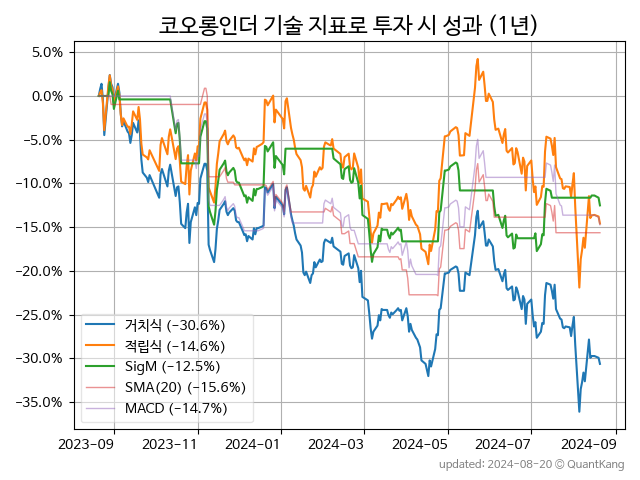 코오롱인더 기술 지표로 투자 시 성과 (1년)
5.0%
0.0%
−5.0%
−10.0%
−15.0%
−20.0%
−25.0%
−30.0%
−35.0%
거치식 (−30.6%)
적립식 (−14.6%)
SigM (−12.5%)
SMA(20) (−15.6%)
MACD (−14.7%)
2023-09 2023-11 2024-01 2024-03 2024-05 2024-07 2024-09
updated: 2024-08-20 © QuantKang